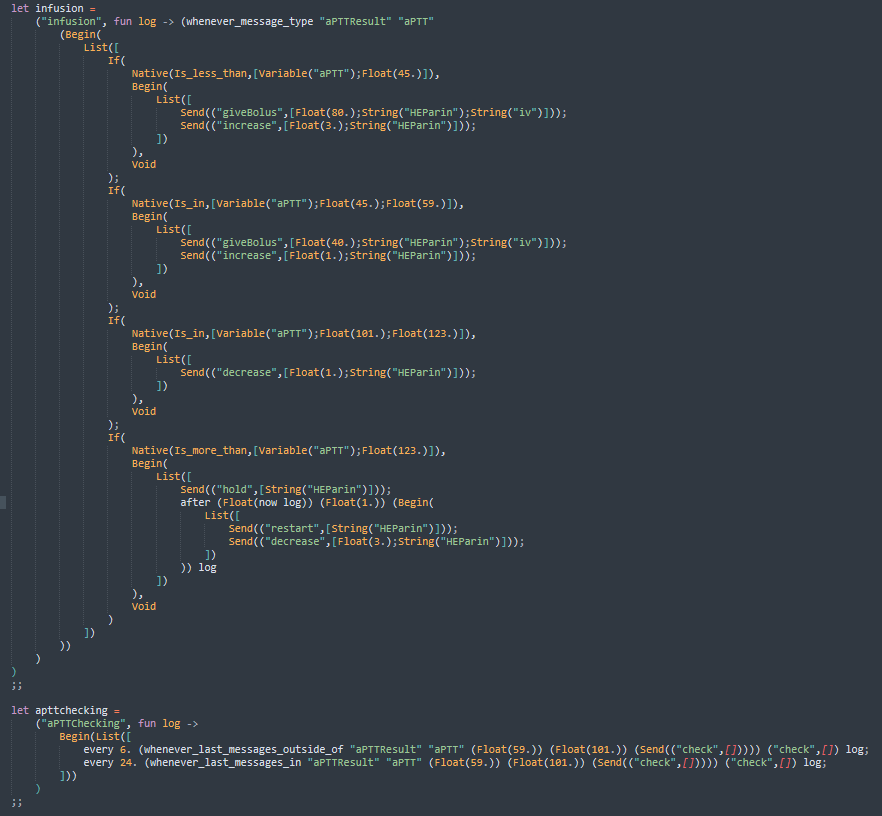 let infusion =
("infusion", fun log -> (whenever_message_type "aPTTResult" "aPTT"
(Begin(
List([
If(
Native(Is_less_than,[Variable("aPTT");Float(45.)]),
Begin(
List([
Send(("giveBolus",[Float(80.);String("HEParin");String("iv")]));
Send(("increase",[Float(3.);String("HEParin")]));
])
),
Void
);
If(
Native(Is_in,[Variable("aPTT");Float(45.);Float(59.)]),
Begin(
List([
Send(("giveBolus",[Float(40.);String("HEParin");String("iv")]));
Send(("increase",[Float(1.);String("HEParin")]));
])
),
Void
);
If(
Native(Is_in,[Variable("aPTT");Float(101.);Float(123.)]),
Begin(
List([
Send(("decrease",[Float(1.);String("HEParin")]));
])
),
Void
);
If(
Native(Is_more_than,[Variable("aPTT");Float(123.)]),
Begin(
List([
Send(("hold",[String("HEParin")]));
after (Float(now log)) (Float(1.)) (Begin(
List([
Send(("restart",[String("HEParin")]));
Send(("decrease",[Float(3.);String("HEParin")]));
])
)) log
])
),
Void
)
])
))
)
)
;;
let apttchecking =
("aPTTChecking", fun log ->
Begin(List([
every 6. (whenever_last_messages_outside_of "aPTTResult" "aPTT" (Float(59.)) (Float(101.)) (Send(("check",[])))) ("check",[]) log;
every 24. (whenever_last_messages_in "aPTTResult" "aPTT" (Float(59.)) (Float(101.)) (Send(("check",[])))) ("check",[]) log;
]))
)
;;